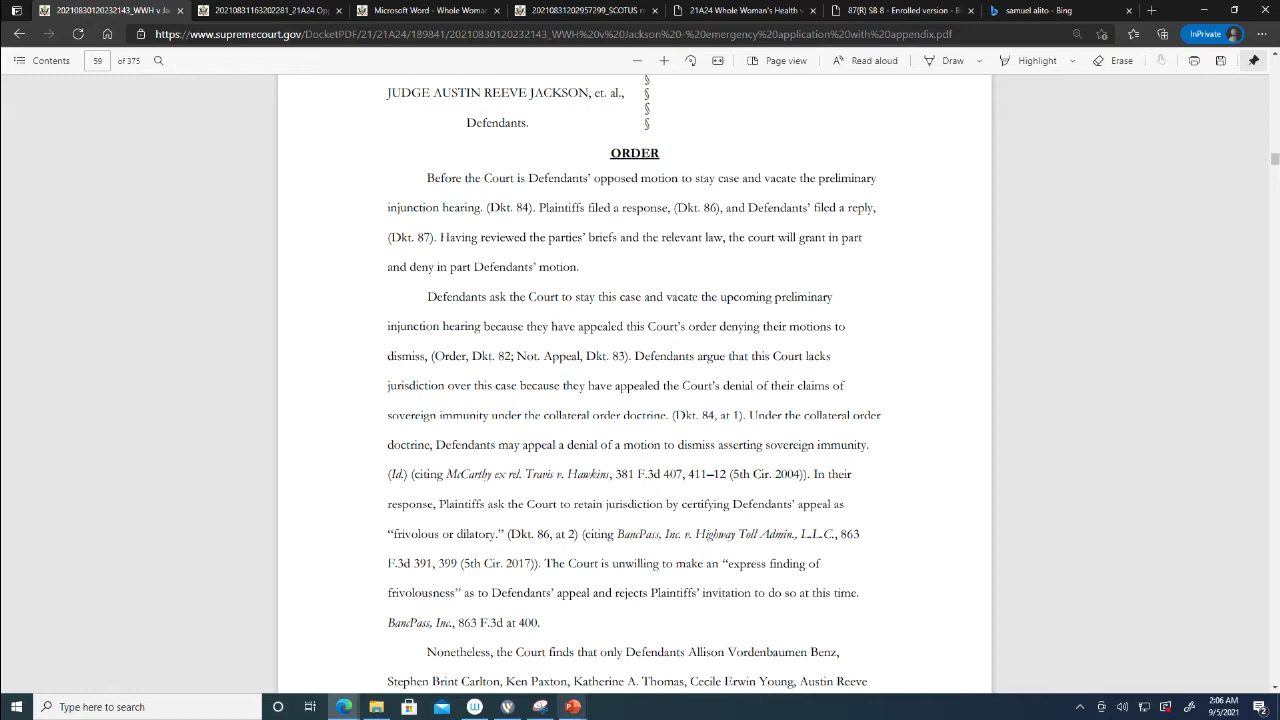 20210830120232143_WWH v Jac
20210831163202281_21A24 Opp
Microsoft Word - Whole Woman
20210831202957299_SCOTUS r
21A24 Whole Woman's Health v
87(R) SB 8 - Enrolled version - B
samuel alito - Bing
https://www.supremecourt.gov/DocketPDF/21/21A24/189841/20210830120232143_WWH%20v%20Jackson%20-%20emergency%20application%20with%20appendix.pdf
InPrivate
Contents
59 of 375
Page view
Read aloud
Draw
Highlight
Erase
§
JUDGE AUSTIN REEVE JACKSON, et. al., §
§
Defendants. §
ORDER
Before the Court is Defendants’ opposed motion to stay case and vacate the preliminary
injunction hearing. (Dkt. 84). Plaintiffs filed a response, (Dkt. 86), and Defendants’ filed a reply,
(Dkt. 87). Having reviewed the parties’ briefs and the relevant law, the court will grant in part
and deny in part Defendants’ motion.
Defendants ask the Court to stay this case and vacate the upcoming preliminary
injunction hearing because they have appealed this Court’s order denying their motions to
dismiss, (Order, Dkt. 82; Not. Appeal, Dkt. 83). Defendants argue that this Court lacks
jurisdiction over this case because they have appealed the Court’s denial of their claims of
sovereign immunity under the collateral order doctrine. (Dkt. 84, at 1). Under the collateral order
doctrine, Defendants may appeal a denial of a motion to dismiss asserting sovereign immunity.
(Id.) (citing McCarthy ex rel. Travis v. Hawkins, 381 F.3d 407, 411–12 (5th Cir. 2004)). In their
response, Plaintiffs ask the Court to retain jurisdiction by certifying Defendants’ appeal as
“frivolous or dilatory.” (Dkt. 86, at 2) (citing BancPass, Inc. v. Highway Toll Admin., L.L.C., 863
F.3d 391, 399 (5th Cir. 2017)). The Court is unwilling to make an “express finding of
frivolousness” as to Defendants’ appeal and rejects Plaintiffs’ invitation to do so at this time.
BancPass, Inc., 863 F.3d at 400.
Nonetheless, the Court finds that only Defendants Allison Vordenbaumen Benz,
Stephen Brint Carlton, Ken Paxton, Katherine A. Thomas, Cecile Erwin Young, Austin Reeve
Type here to search
2:06 AM
9/5/2021
2